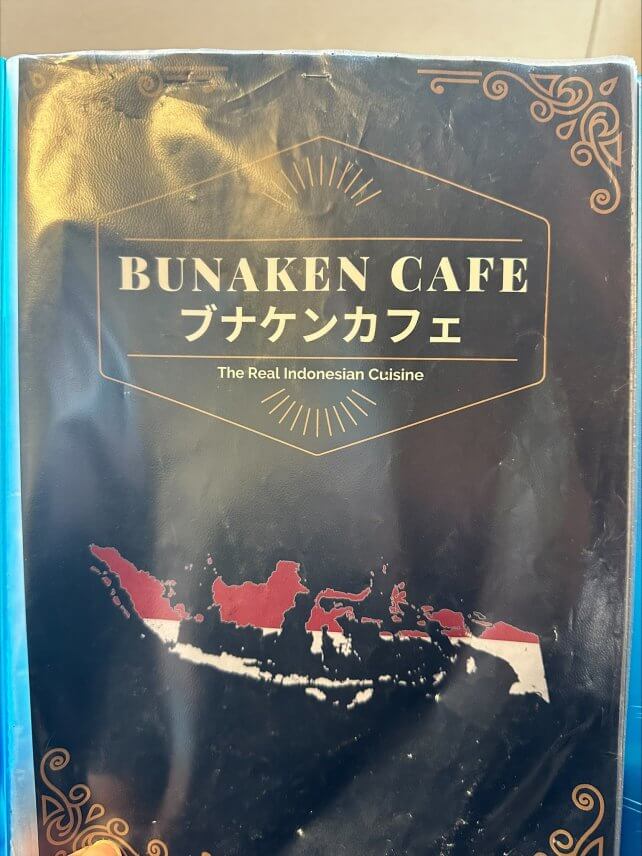 BUNAKEN CAFE
ブナケンカフェ
The Real Indonesian Cuisine